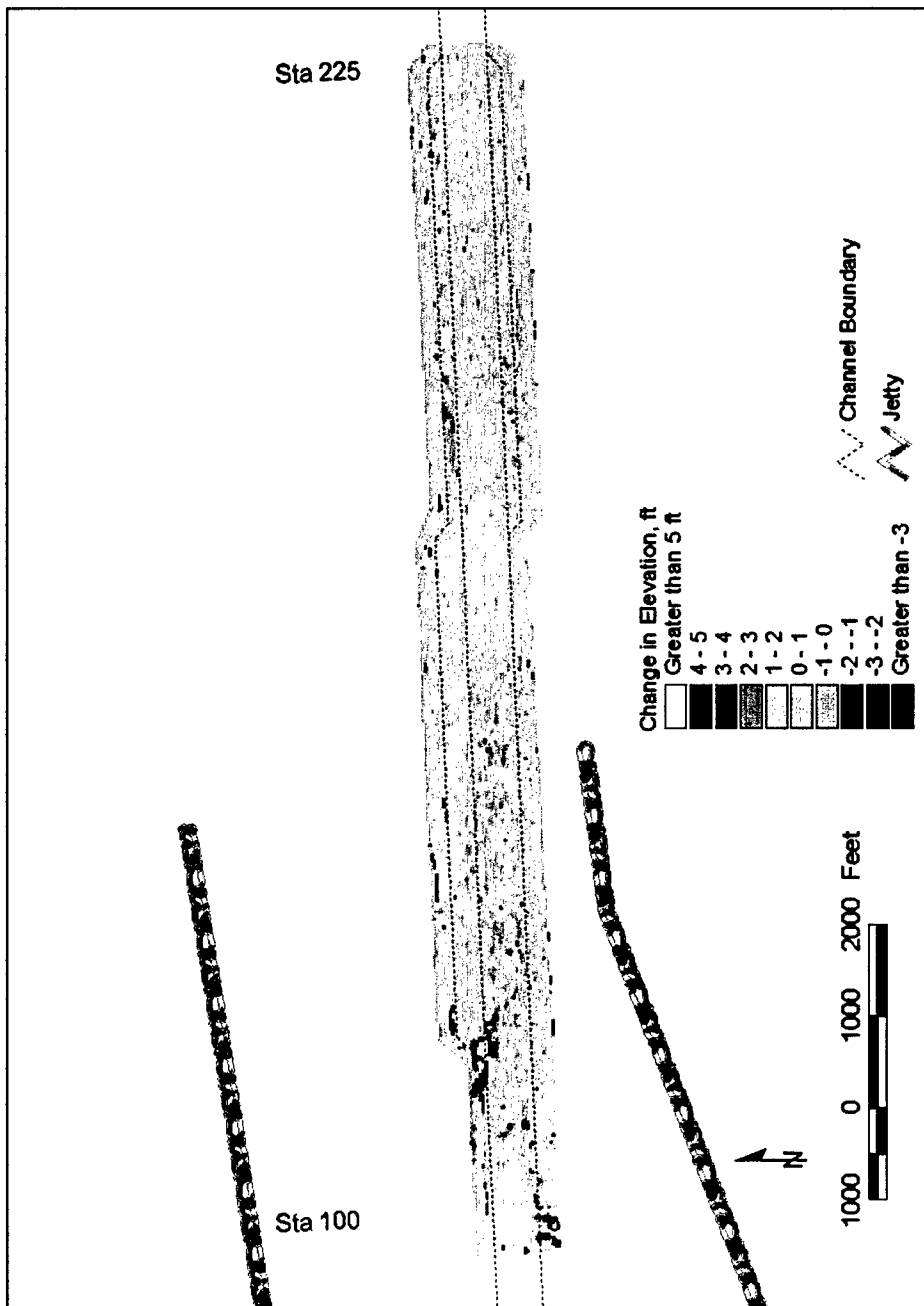 Sta 225
Sta 100
Change in Elevation, ft
Greater than 5 ft
4 - 5
3 - 4
2 - 3
1 - 2
0 - 1
-1 - 0
-2 - -1
-3 - -2
Greater than -3
Channel Boundary
Jetty
N
1000 0 1000 2000 Feet